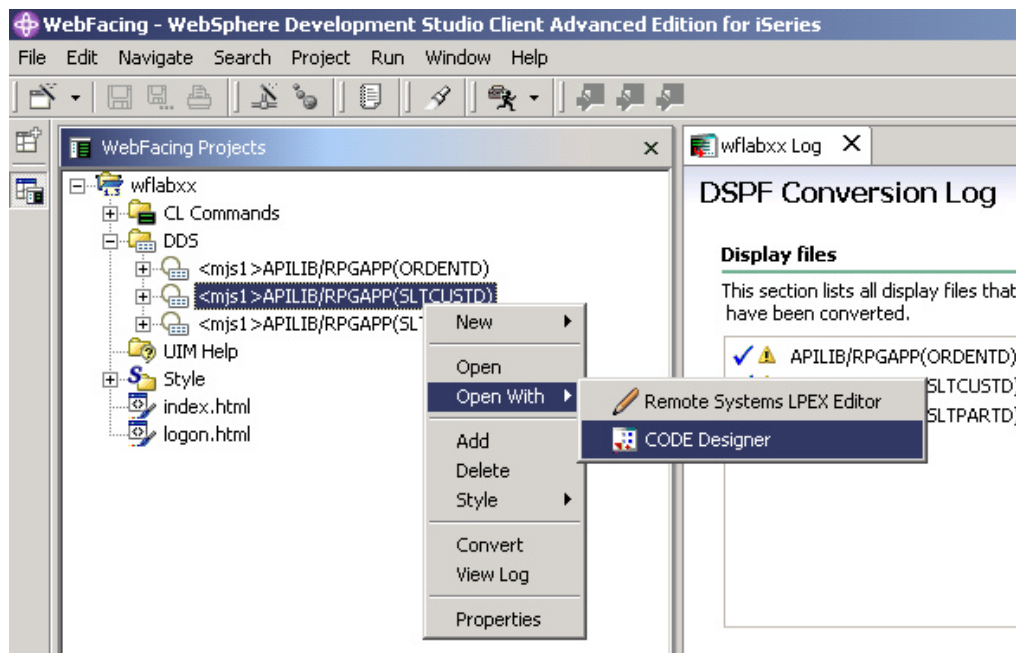 WebFacing - WebSphere Development Studio Client Advanced Edition for iSeries
File Edit Navigate Search Project Run Window Help
WebFacing Projects
wflabxx
CL Commands
DDS
<mjs1>APILIB/RPGAPP(ORDENTD)
<mjs1>APILIB/RPGAPP(SLTCUSTD)
<mjs1>APILIB/RPGAPP(SLT
UIM Help
Style
index.html
logon.html
New
Open
Open With
Add
Delete
Style
Convert
View Log
Properties
Remote Systems LPEX Editor
CODE Designer
wflabxx Log
DSPF Conversion Log
Display files
This section lists all display files that
have been converted.
APILIB/RPGAPP(ORDENTD)
SLTCUSTD)
SLTPARTD)